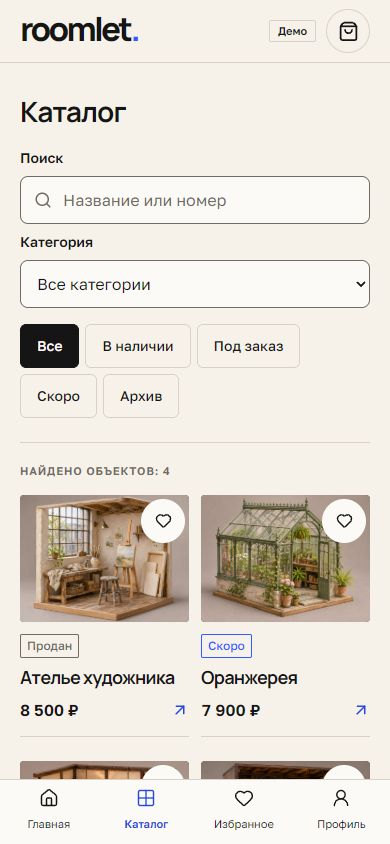 roomlet.
Демо
Каталог
Поиск
Название или номер
Категория
Все категории
Все
В наличии
Под заказ
Скоро
Архив
НАЙДЕНО ОБЪЕКТОВ: 4
Продан
Скоро
Ателье художника
Оранжерея
8 500 ₽
7 900 ₽
Главная
Каталог
Избранное
Профиль